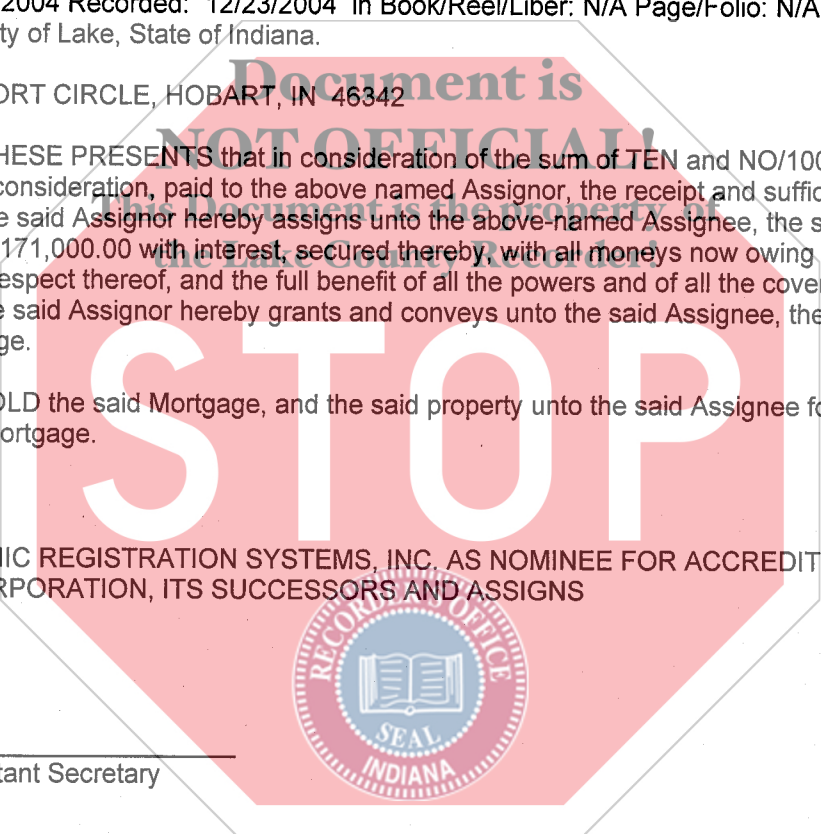 2004 Recorded: 12/23/2004 in Book/Reel/Liber: N/A Page/Folio: N/A
ty of Lake, State of Indiana.
Document is
ORT CIRCLE, HOBART, IN 46342
NOT OFFICIAL!
HESE PRESENTS that in consideration of the sum of TEN and NO/100
consideration, paid to the above named Assignor, the receipt and suffic
This Document is the property of
e said Assignor hereby assigns unto the above-named Assignee, the s
171,000.00 with interest, secured thereby, with all moneys now owing
the Lake County Recorder!
espect thereof, and the full benefit of all the powers and of all the cover
e said Assignor hereby grants and conveys unto the said Assignee, the
ge.
STOP
OLD the said Mortgage, and the said property unto the said Assignee fo
ortgage.
NIC REGISTRATION SYSTEMS, INC. AS NOMINEE FOR ACCREDIT
RPORATION, ITS SUCCESSORS AND ASSIGNS
RECORDER'S OFFICE
SEAL
INDIANA
tant Secretary